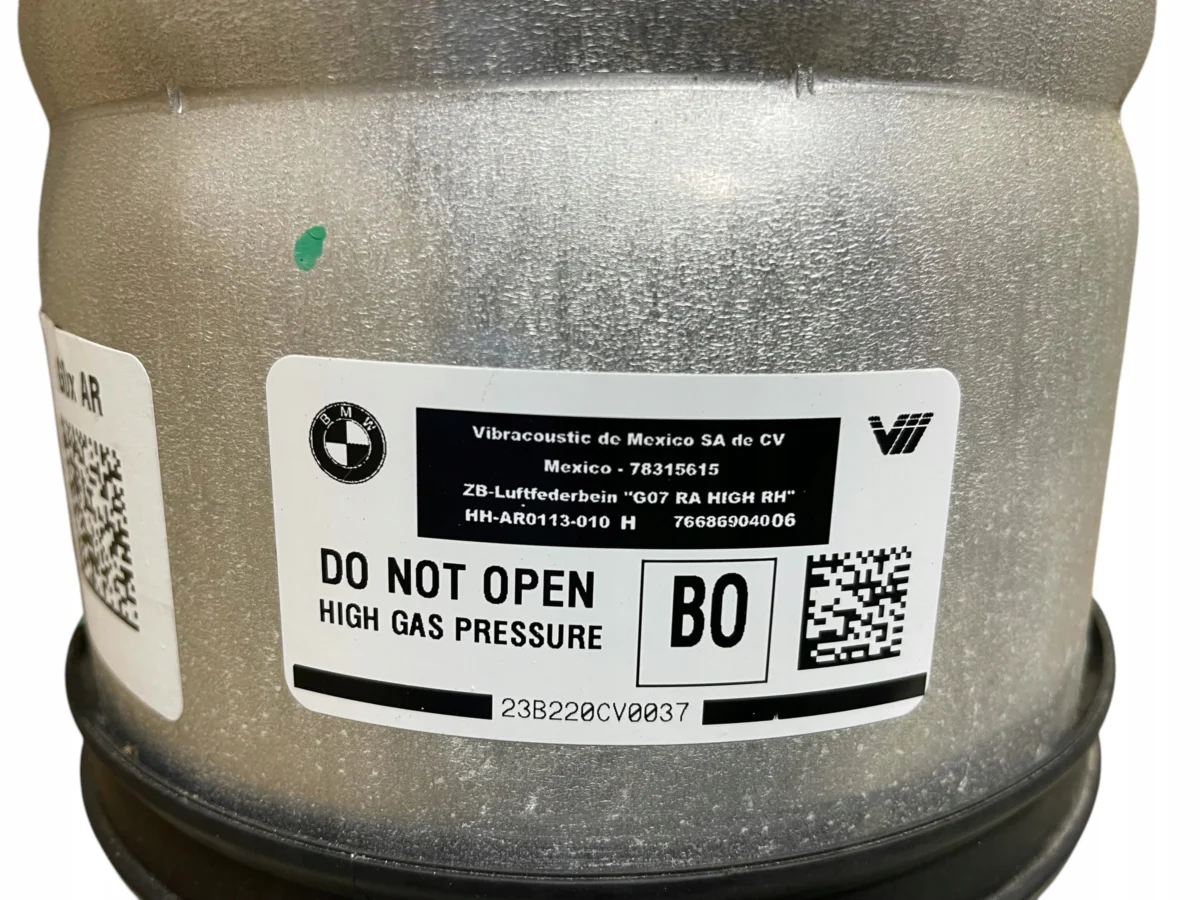 AR
BMW
Vibracoustic de Mexico SA de CV
Mexico - 78315615
ZB-Luftfederbein "G07 RA HIGH RH"
HH-AR0113-010 H 76686904006
DO NOT OPEN
HIGH GAS PRESSURE
BO
23B220CV0037